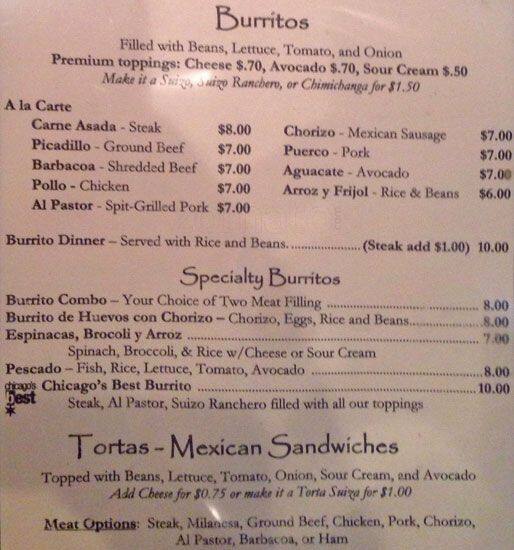 Burritos
Filled with Beans, Lettuce, Tomato, and Onion
Premium toppings: Cheese $.70, Avocado $.70, Sour Cream $.50
Make it a Suizo, Suizo Ranchero, or Chimichanga for $1.50
A la Carte
Carne Asada - Steak $8.00
Picadillo - Ground Beef $7.00
Barbacoa - Shredded Beef $7.00
Pollo - Chicken $7.00
Al Pastor - Spit-Grilled Pork $7.00
Chorizo - Mexican Sausage $7.00
Puerco - Pork $7.00
Aguacate - Avocado $7.00
Arroz y Frijol - Rice & Beans $6.00
Burrito Dinner – Served with Rice and Beans. (Steak add $1.00) 10.00
Specialty Burritos
Burrito Combo – Your Choice of Two Meat Filling 8.00
Burrito de Huevos con Chorizo – Chorizo, Eggs, Rice and Beans 8.00
Espinacas, Brocoli y Arroz 7.00
Spinach, Broccoli, & Rice w/Cheese or Sour Cream
Pescado – Fish, Rice, Lettuce, Tomato, Avocado 8.00
chicago's best Chicago's Best Burrito 10.00
Steak, Al Pastor, Suizo Ranchero filled with all our toppings
Tortas - Mexican Sandwiches
Topped with Beans, Lettuce, Tomato, Onion, Sour Cream, and Avocado
Add Cheese for $0.75 or make it a Torta Suiza for $1.00
Meat Options: Steak, Milanesa, Ground Beef, Chicken, Pork, Chorizo,
Al Pastor, Barbacoa, or Ham